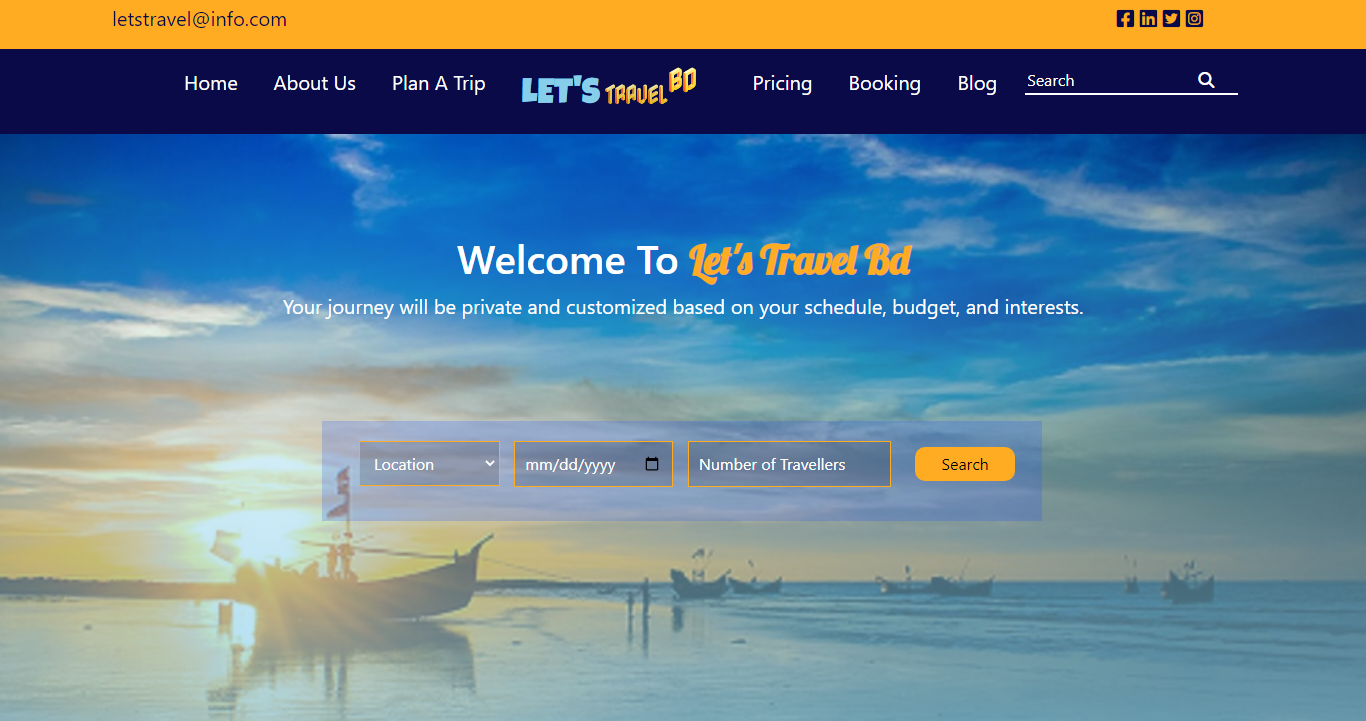 letstravel@info.com
Home About Us Plan A Trip LET'S TRAVEL BD Pricing Booking Blog Search
Welcome To Let's Travel Bd
Your journey will be private and customized based on your schedule, budget, and interests.
Location mm/dd/yyyy Number of Travellers Search